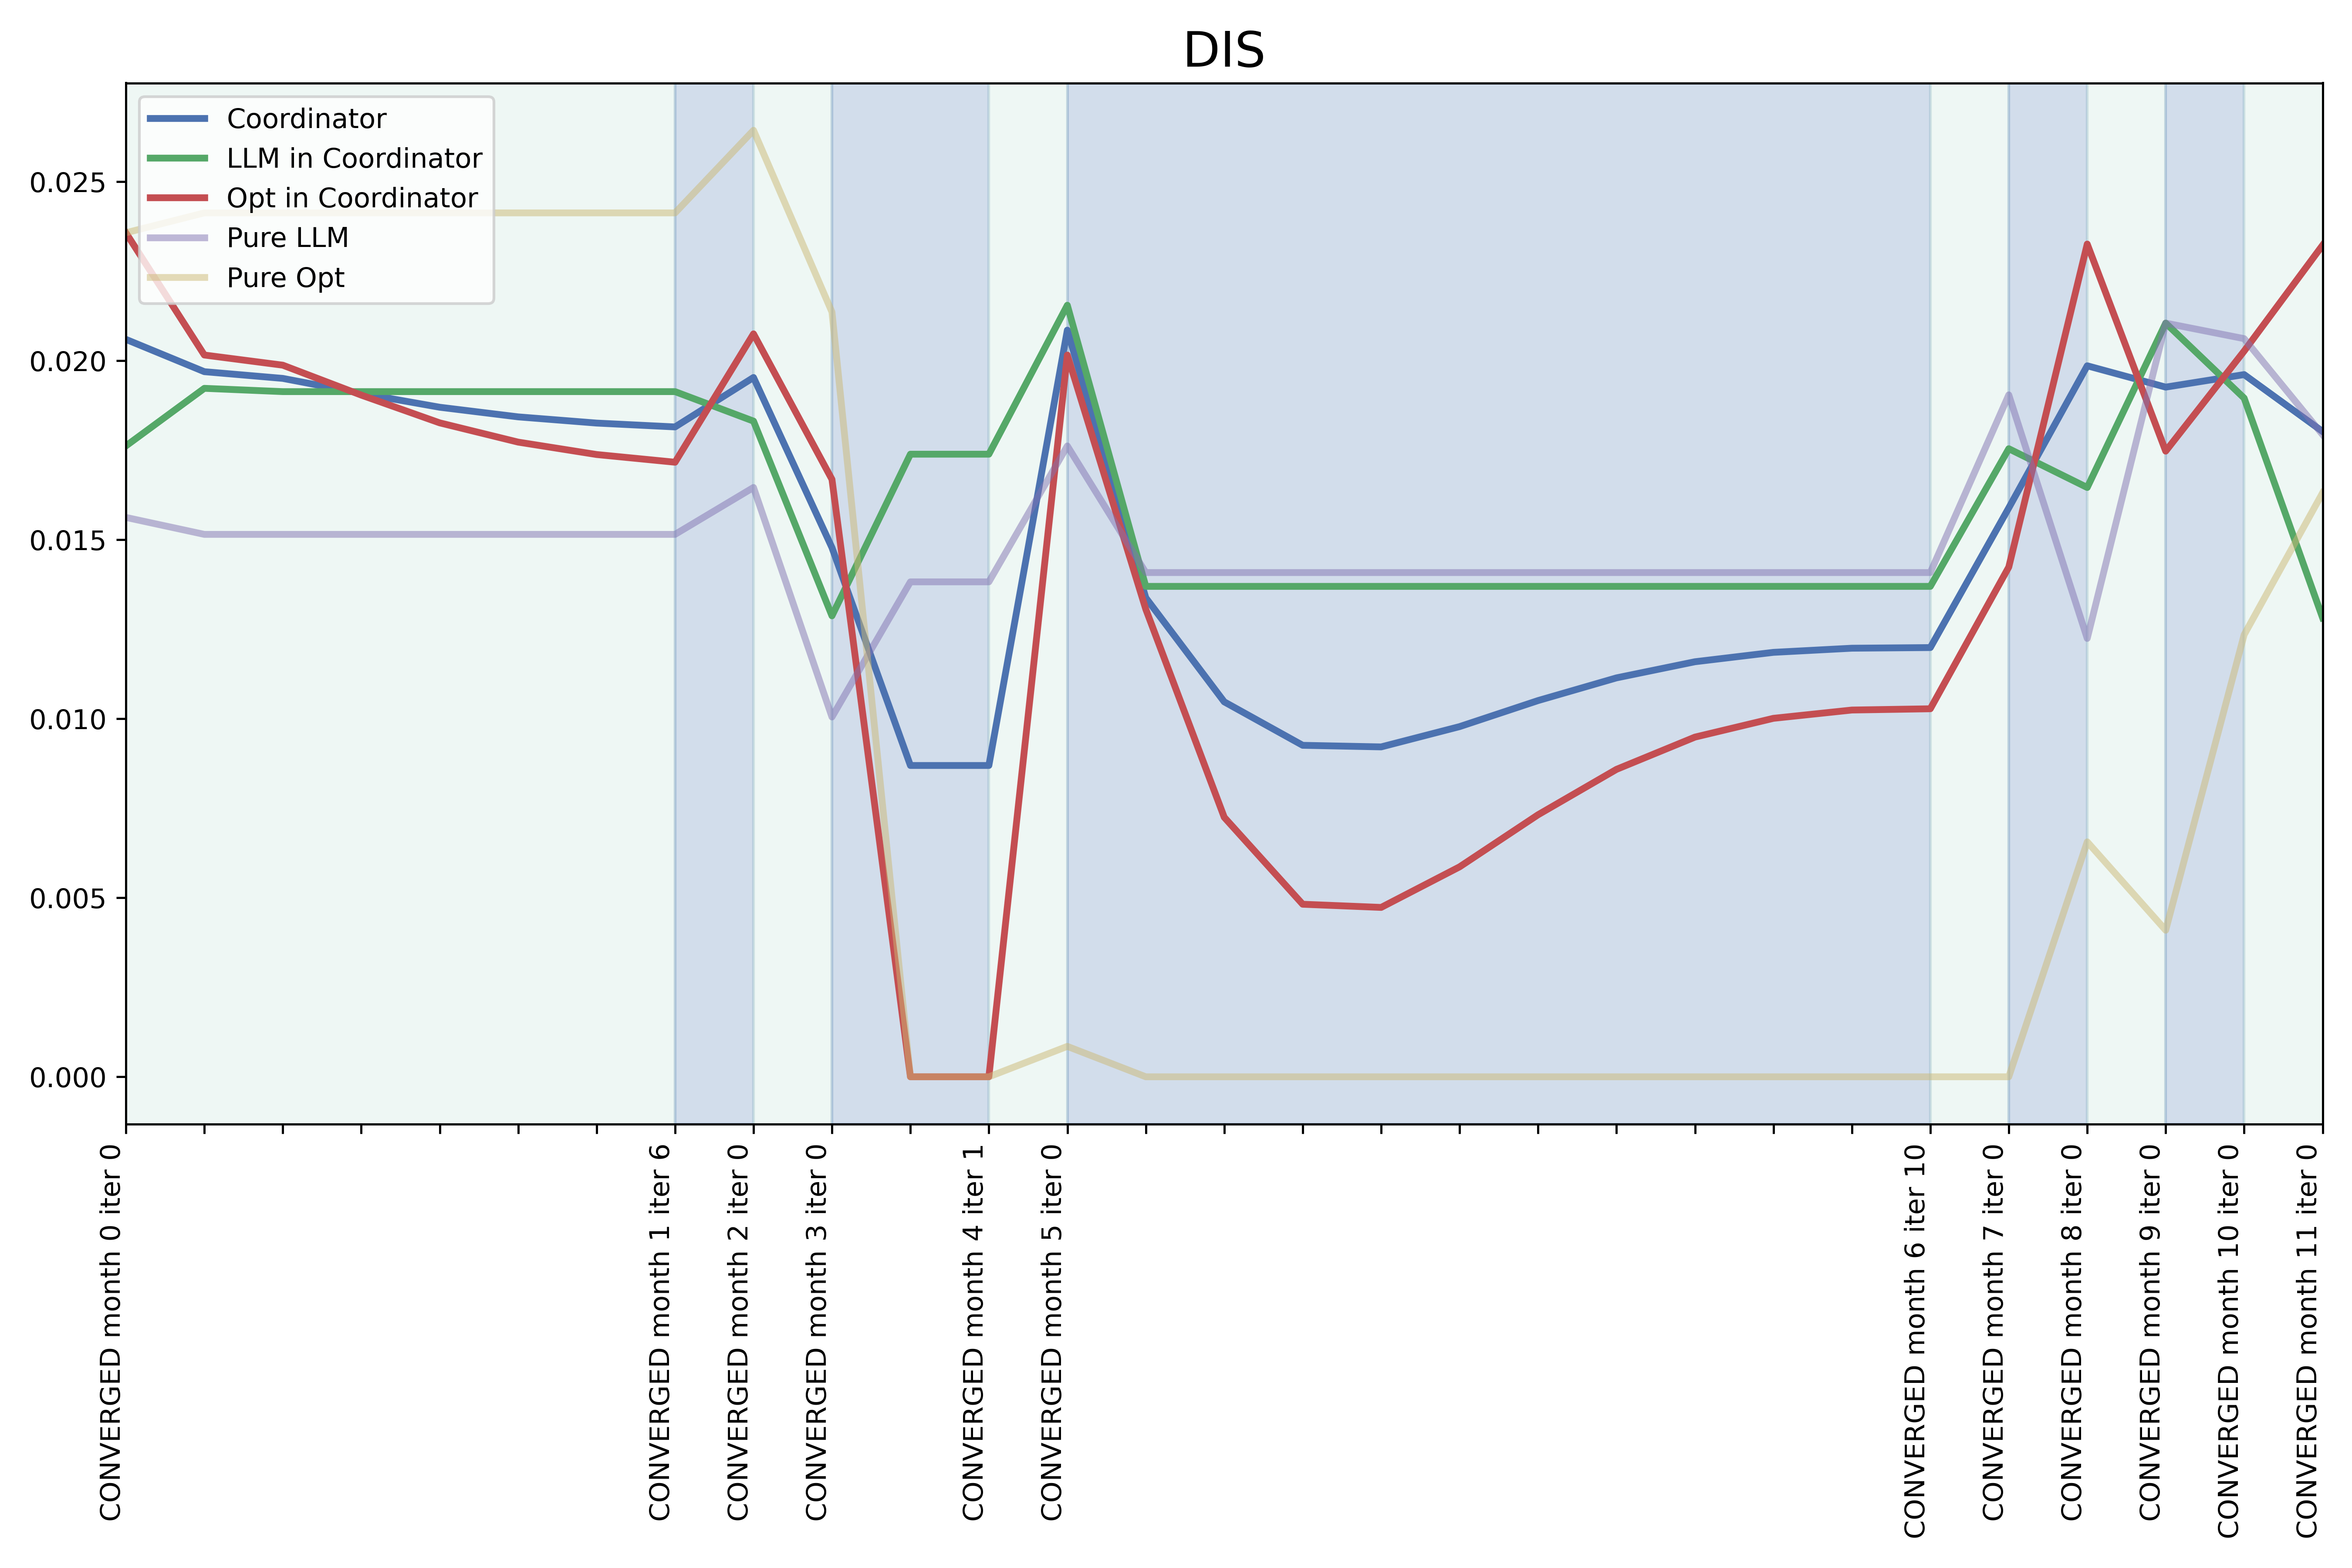 DIS
Coordinator
LLM in Coordinator
Opt in Coordinator
Pure LLM
Pure Opt
0.025
0.020
0.015
0.010
0.005
0.000
CONVERGED month 0 iter 0
CONVERGED month 1 iter 6
CONVERGED month 2 iter 0
CONVERGED month 3 iter 0
CONVERGED month 4 iter 1
CONVERGED month 5 iter 0
CONVERGED month 6 iter 10
CONVERGED month 7 iter 0
CONVERGED month 8 iter 0
CONVERGED month 9 iter 0
CONVERGED month 10 iter 0
CONVERGED month 11 iter 0